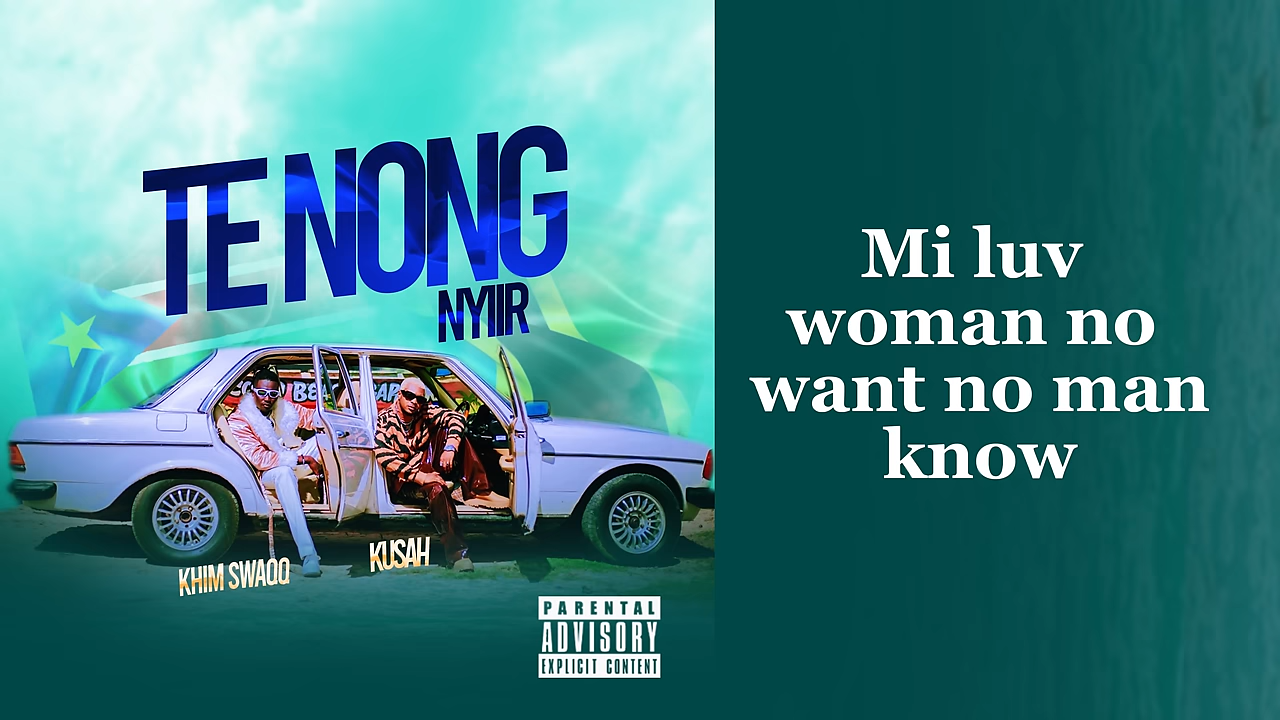 TE NONG
NYIIR
KHIM SWAQQ
KUSAH
PARENTAL
ADVISORY
EXPLICIT CONTENT
Mi luv
woman no
want no man
know